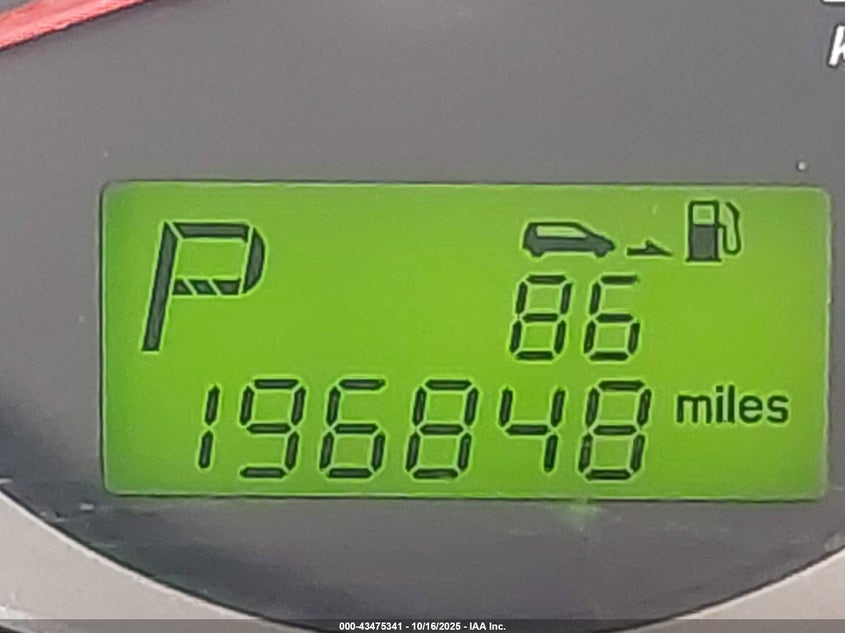 P
86
196848 miles
000-43475341 - 10/16/2025 - IAA Inc.